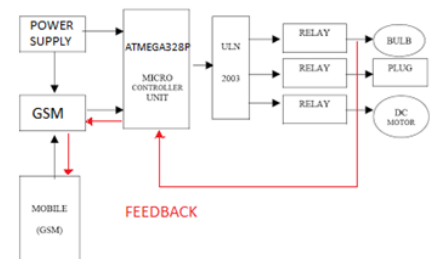 POWER
SUPPLY
ATMEGA328P
MICRO
CONTROLLER
UNIT
ULN
2003
RELAY
BULB
RELAY
PLUG
RELAY
DC
MOTOR
GSM
MOBILE
(GSM)
FEEDBACK